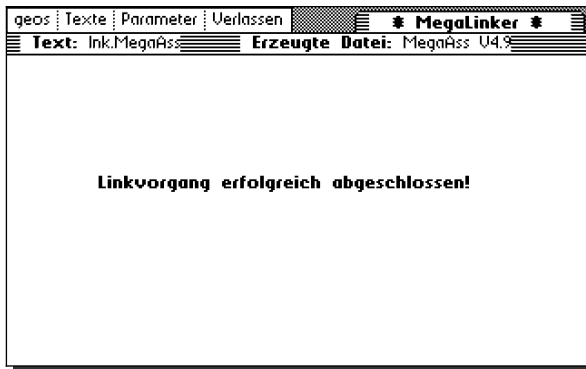 geos Texte Parameter Verlassen * MegaLinker *
Text: lnk.MegaAss Erzeugte Datei: MegaAss V4.9
Linkvorgang erfolgreich abgeschlossen!